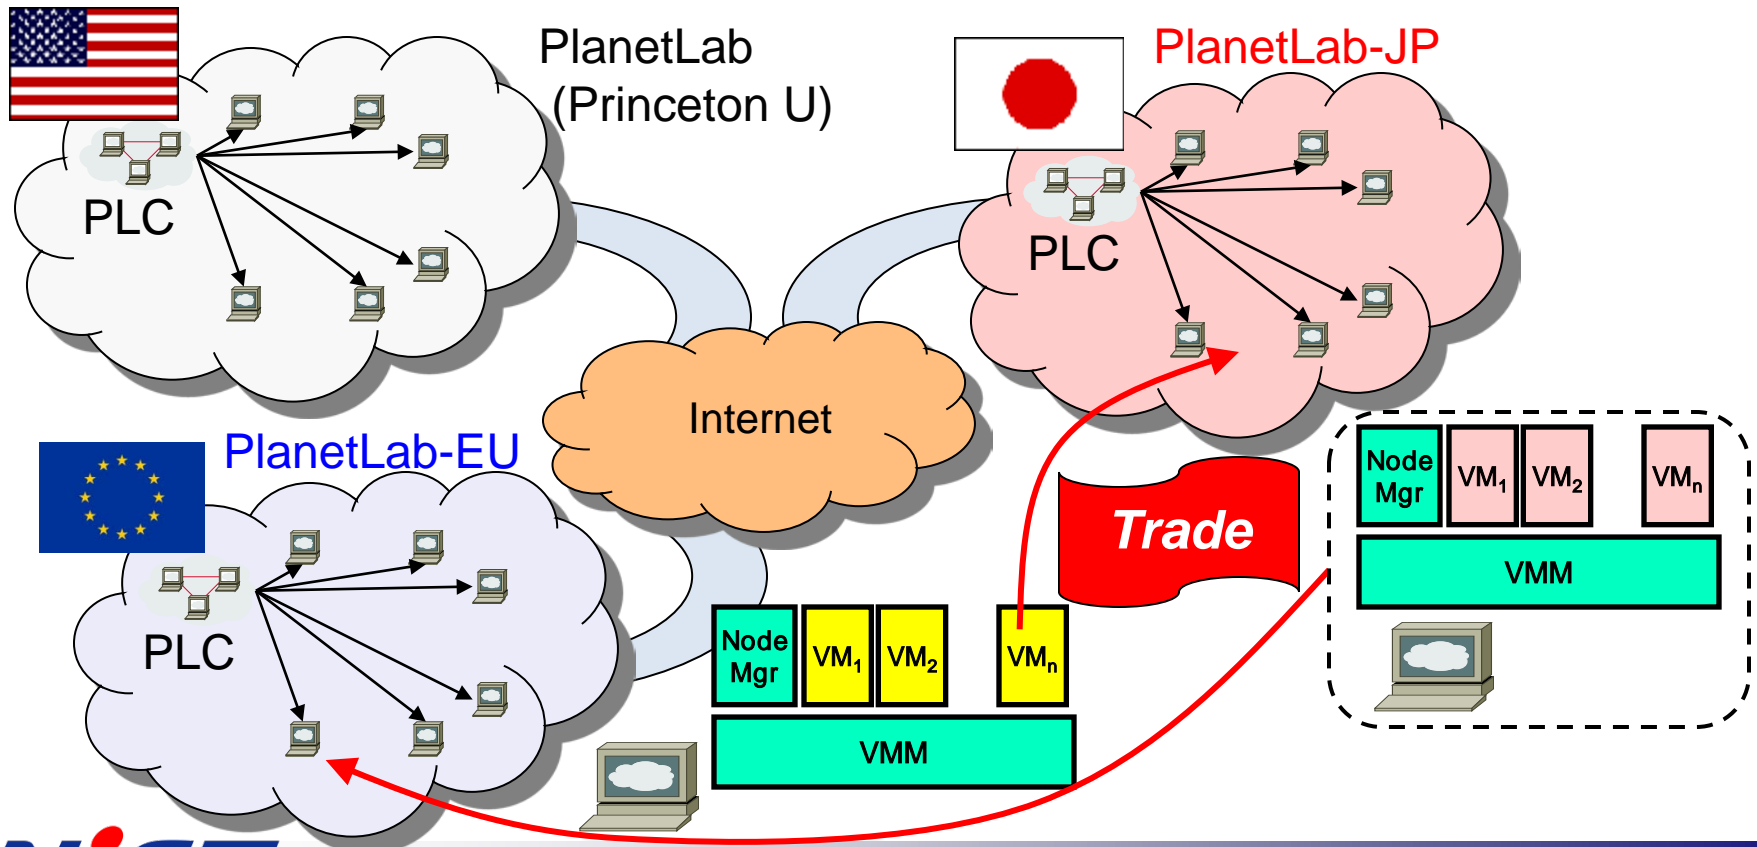 PlanetLab
(Princeton U)
PLC
PlanetLab-JP
PLC
Internet
PlanetLab-EU
PLC
Trade
Node
Mgr
VM1
VM2
VMn
VMM
Node
Mgr
VM1
VM2
VMn
VMM